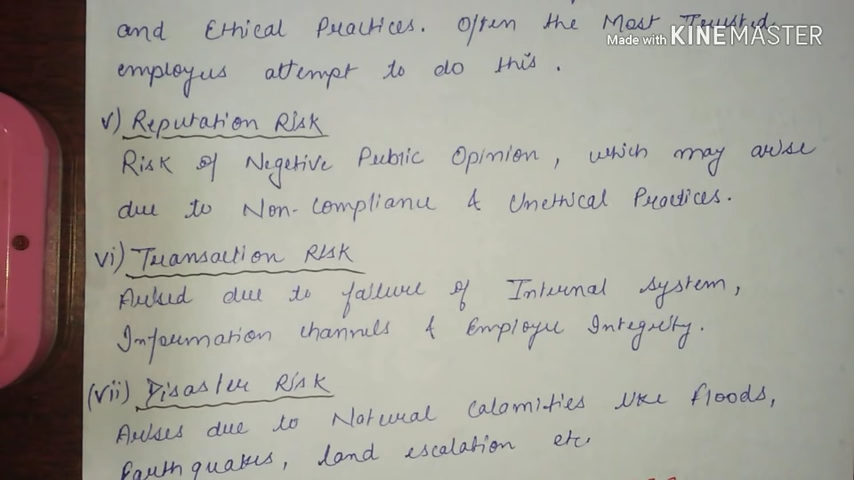 and Ethical Practices. Often the Most Trusted
Made with KINEMASTER
employees attempt to do this.
v) Reputation Risk
Risk of Negetive Public Opinion, which may arise
due to Non-Compliance & Unethical Practices.
vi) Transaction Risk
Arised due to failure of Internal System,
Information channels & Employee Integrity.
(vii) Disaster Risk
Arises due to Natural Calamities like floods,
Earthquakes, land escalation etc